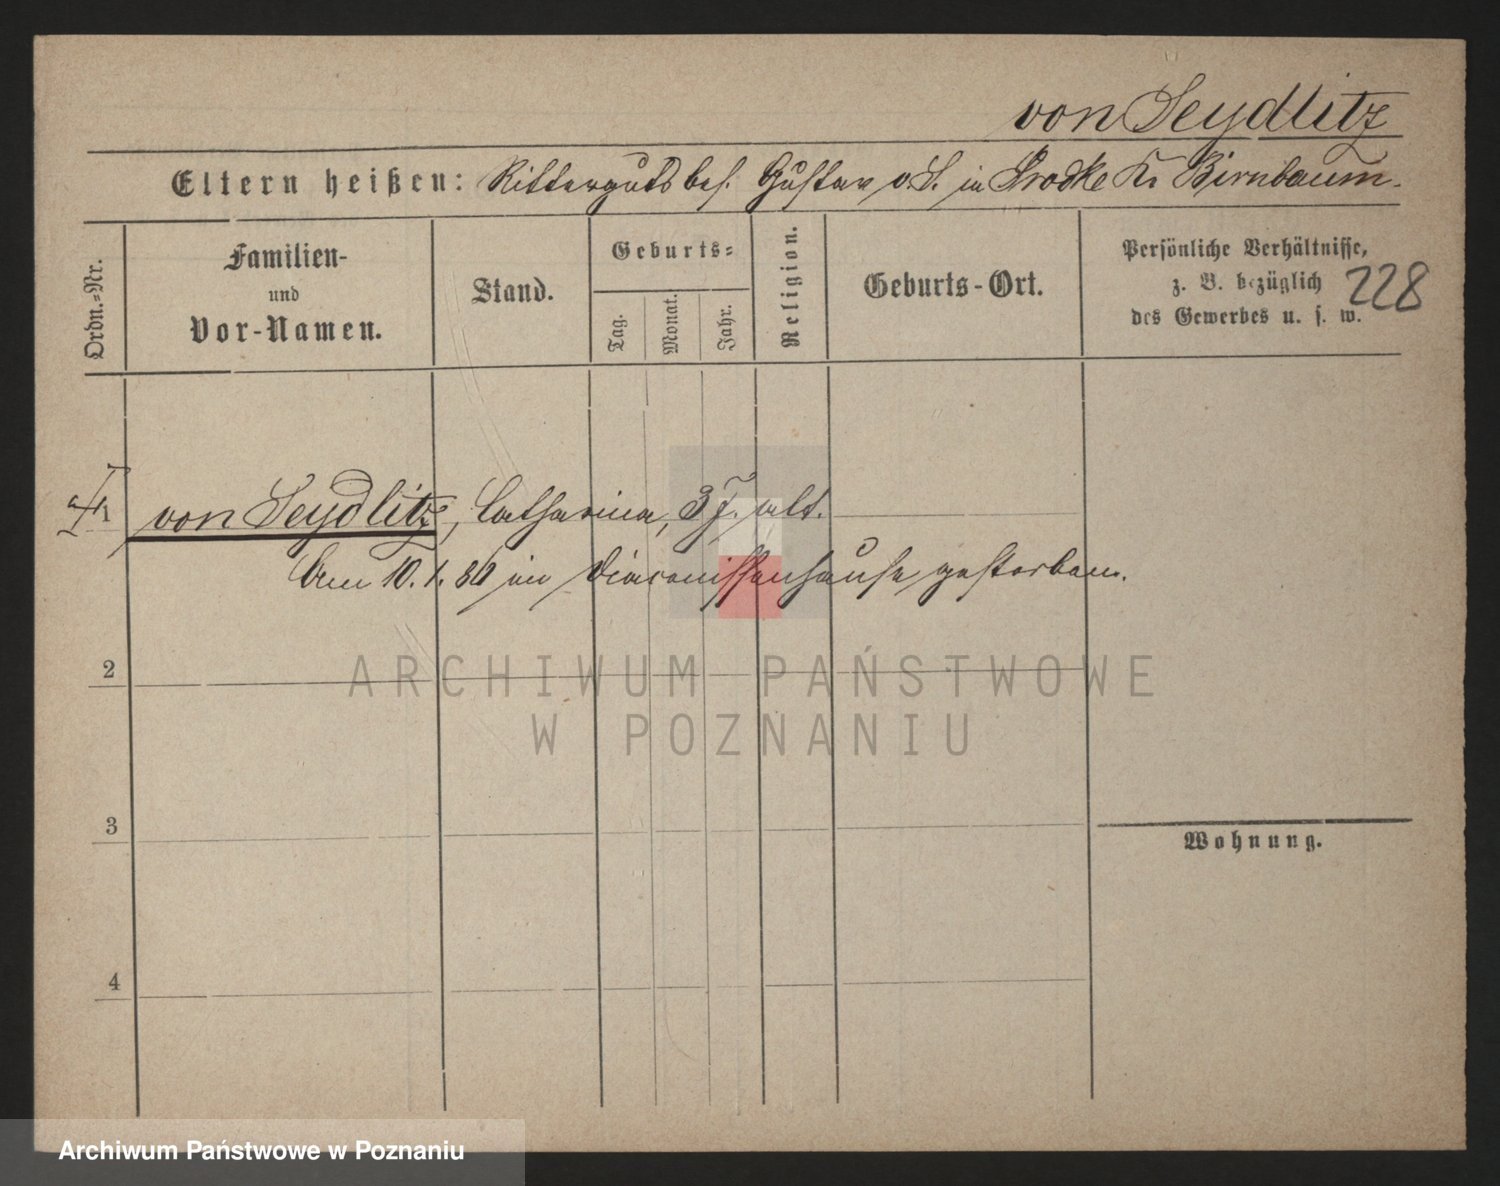 von Seydlitz
Eltern heißen: Rittergutsbes. Gustav v. S. in Srodke Kr Birnbaum.
Ordn.-Nr.
Familien- und Vor-Namen.
Stand.
Geburts-
Tag.
Monat.
Jahr.
Religion.
Geburts-Ort.
Persönliche Verhältnisse,
z. B. bezüglich
des Gewerbes u. s. w.
228
1 von Seydlitz, Catharina, 3 J. alt.
Am 10.1.86 im Diaconissenhause gestorben.
2
ARCHIWUM PAŃSTWOWE
W POZNANIU
3
Wohnung.
4
Archiwum Państwowe w Poznaniu